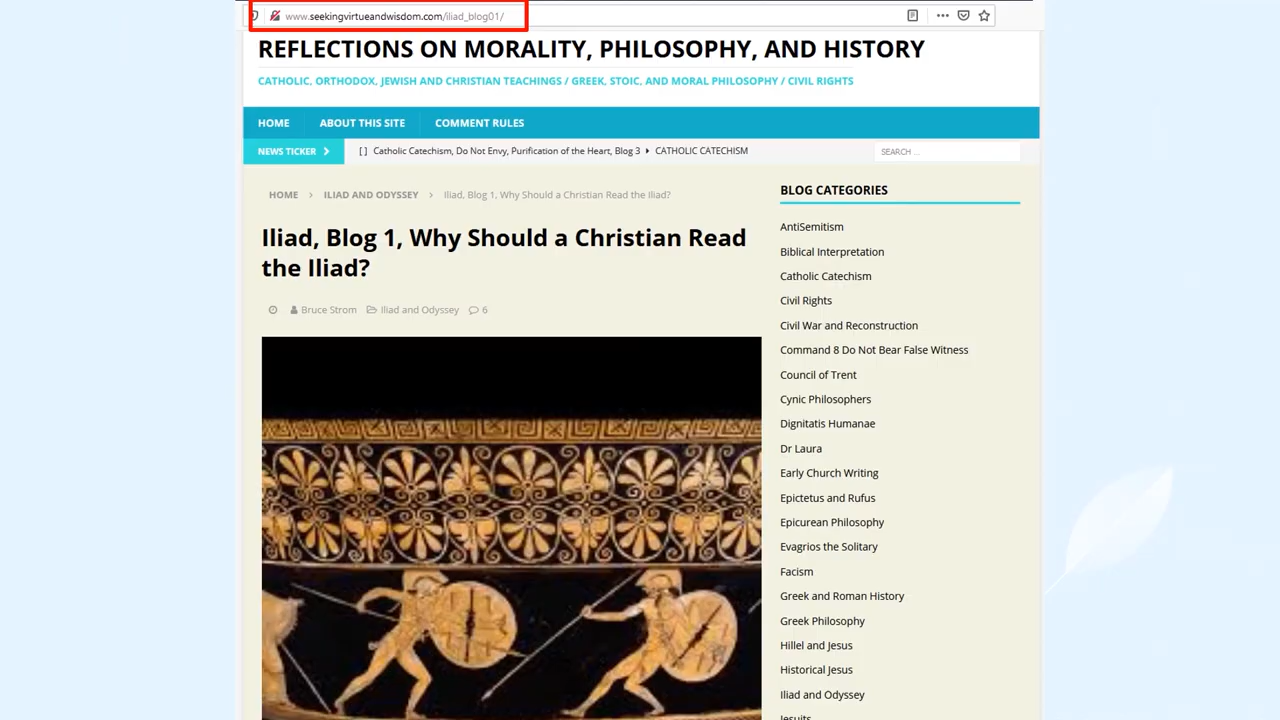 www.seekingvirtueandwisdom.com/iliad_blog01/
REFLECTIONS ON MORALITY, PHILOSOPHY, AND HISTORY
CATHOLIC, ORTHODOX, JEWISH AND CHRISTIAN TEACHINGS / GREEK, STOIC, AND MORAL PHILOSOPHY / CIVIL RIGHTS
HOME ABOUT THIS SITE COMMENT RULES
NEWS TICKER [ ] Catholic Catechism, Do Not Envy, Purification of the Heart, Blog 3 CATHOLIC CATECHISM SEARCH ...
HOME ILIAD AND ODYSSEY Iliad, Blog 1, Why Should a Christian Read the Iliad?
Iliad, Blog 1, Why Should a Christian Read
the Iliad?
Bruce Strom Iliad and Odyssey 6
BLOG CATEGORIES
AntiSemitism
Biblical Interpretation
Catholic Catechism
Civil Rights
Civil War and Reconstruction
Command 8 Do Not Bear False Witness
Council of Trent
Cynic Philosophers
Dignitatis Humanae
Dr Laura
Early Church Writing
Epictetus and Rufus
Epicurean Philosophy
Evagrios the Solitary
Facism
Greek and Roman History
Greek Philosophy
Hillel and Jesus
Historical Jesus
Iliad and Odyssey
Jesuits